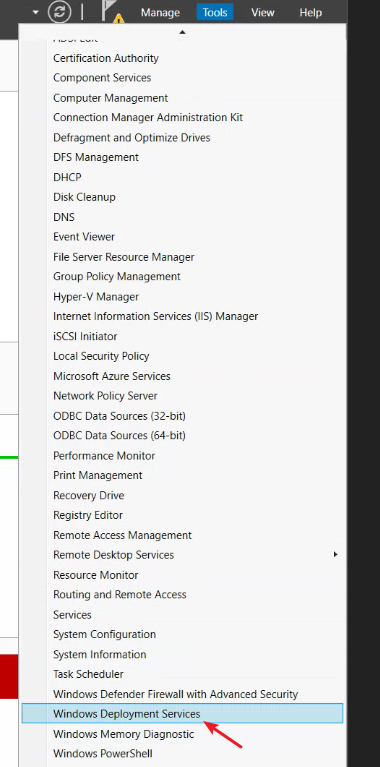 Manage Tools View Help
ADSI Edit
Certification Authority
Component Services
Computer Management
Connection Manager Administration Kit
Defragment and Optimize Drives
DFS Management
DHCP
Disk Cleanup
DNS
Event Viewer
File Server Resource Manager
Group Policy Management
Hyper-V Manager
Internet Information Services (IIS) Manager
iSCSI Initiator
Local Security Policy
Microsoft Azure Services
Network Policy Server
ODBC Data Sources (32-bit)
ODBC Data Sources (64-bit)
Performance Monitor
Print Management
Recovery Drive
Registry Editor
Remote Access Management
Remote Desktop Services
Resource Monitor
Routing and Remote Access
Services
System Configuration
System Information
Task Scheduler
Windows Defender Firewall with Advanced Security
Windows Deployment Services
Windows Memory Diagnostic
Windows PowerShell